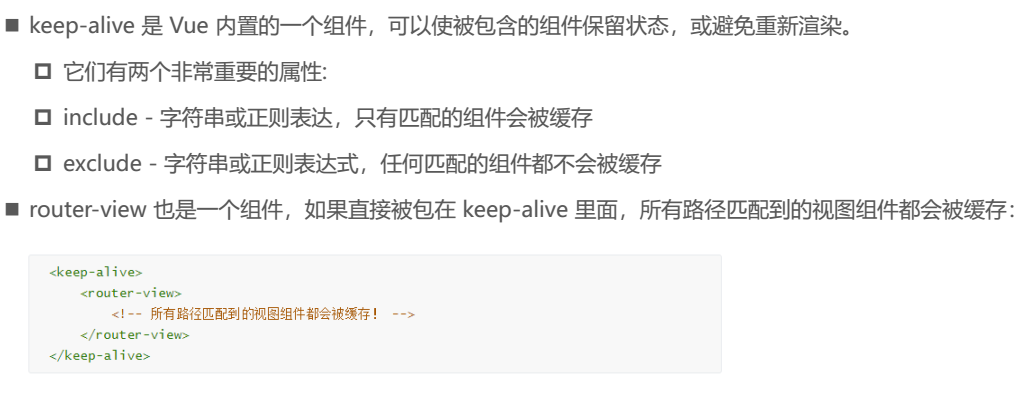 keep-alive 是 Vue 内置的一个组件，可以使被包含的组件保留状态，或避免重新渲染。
它们有两个非常重要的属性:
include - 字符串或正则表达，只有匹配的组件会被缓存
exclude - 字符串或正则表达式，任何匹配的组件都不会被缓存
router-view 也是一个组件，如果直接被包在 keep-alive 里面，所有路径匹配到的视图组件都会被缓存：
<keep-alive>
    <router-view>
        <!-- 所有路径匹配到的视图组件都会被缓存！ -->
    </router-view>
</keep-alive>